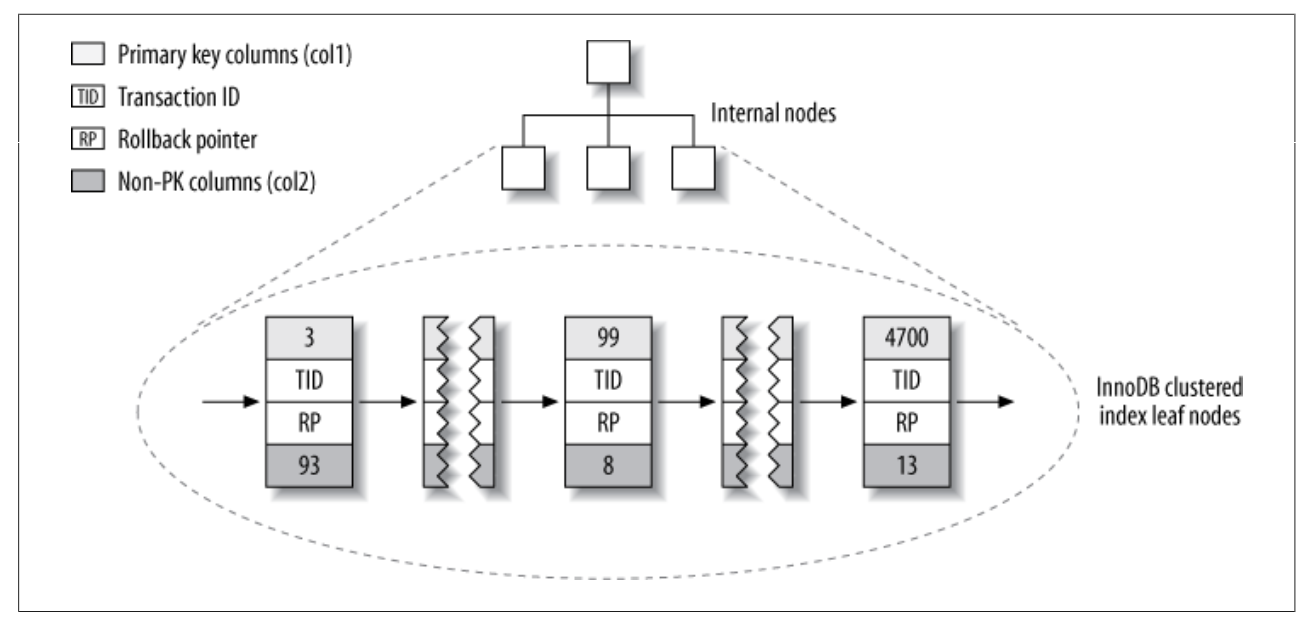 Primary key columns (col1)
TID Transaction ID
RP Rollback pointer
Non-PK columns (col2)
Internal nodes
3 99 4700
TID TID TID
RP RP RP
93 8 13
InnoDB clustered
index leaf nodes